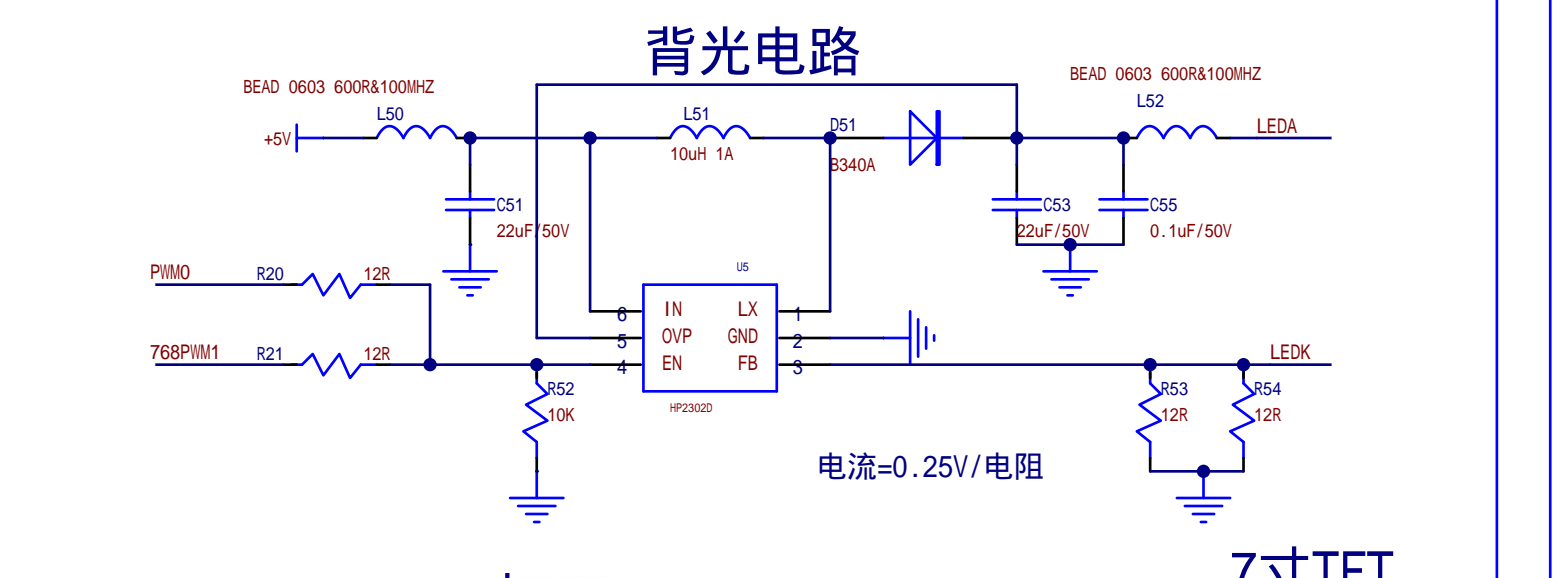 背光电路
BEAD 0603 600R&100MHZ
BEAD 0603 600R&100MHZ
L50
L51
D51
L52
+5V
LEDA
10uH 1A
B340A
C51
22uF/50V
C53
22uF/50V
C55
0.1uF/50V
PWM0
R20
12R
U5
6
IN
LX
1
5
OVP
GND
2
768PWM1
R21
12R
4
EN
FB
3
LEDK
R52
10K
HP2302D
R53
12R
R54
12R
电流=0.25V/电阻
7寸TFT